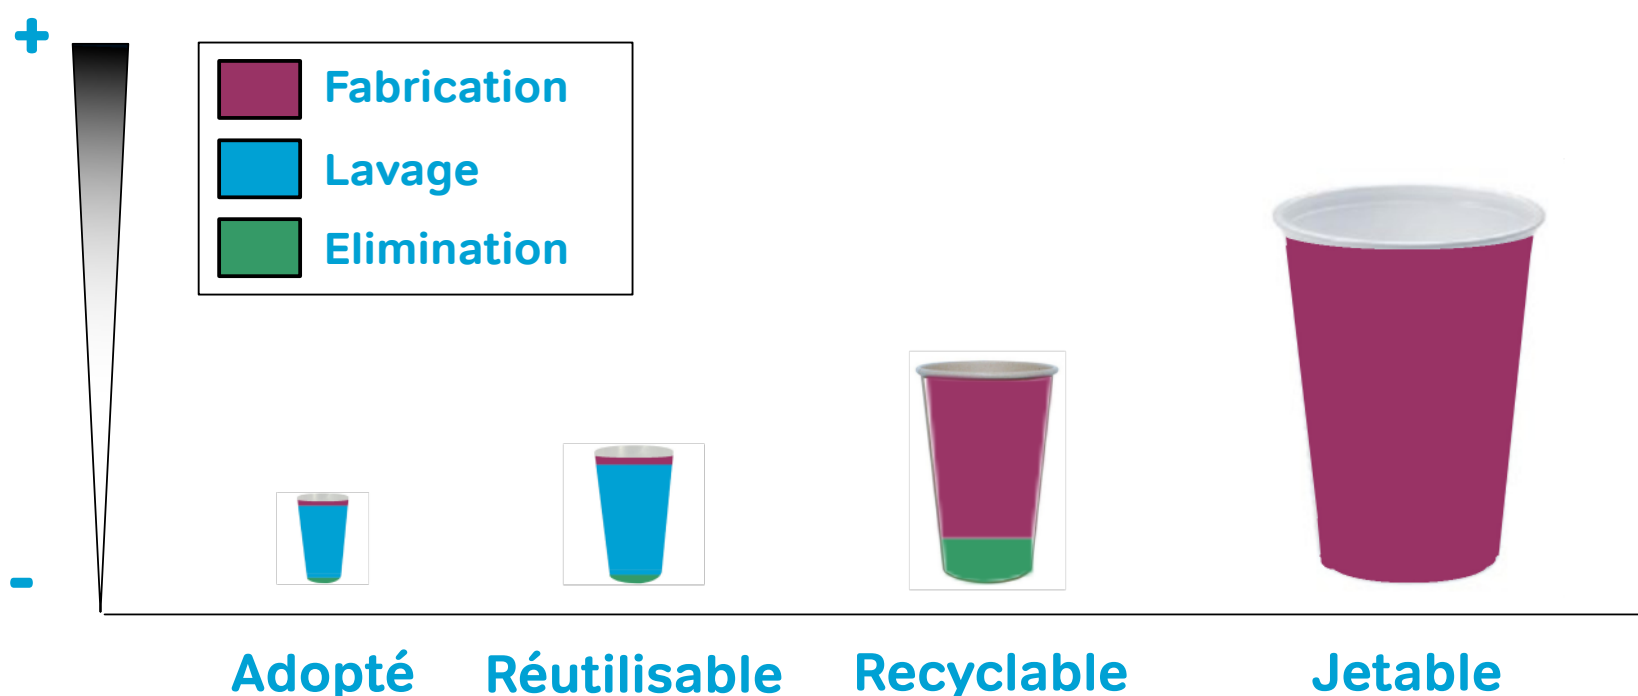 +
Fabrication
Lavage
Elimination
-
Adopté Réutilisable Recyclable Jetable